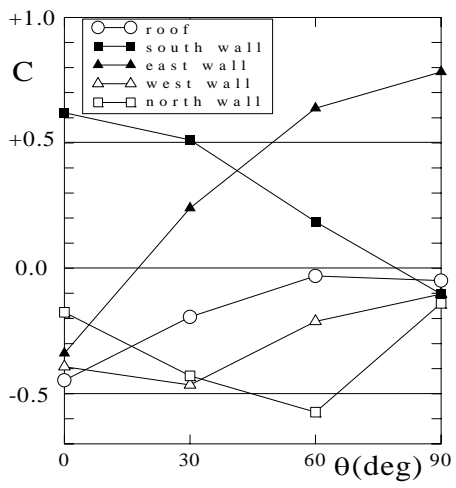 +1.0
C
roof
south wall
east wall
west wall
north wall
+0.5
0.0
-0.5
0 30 60 90
θ(deg)